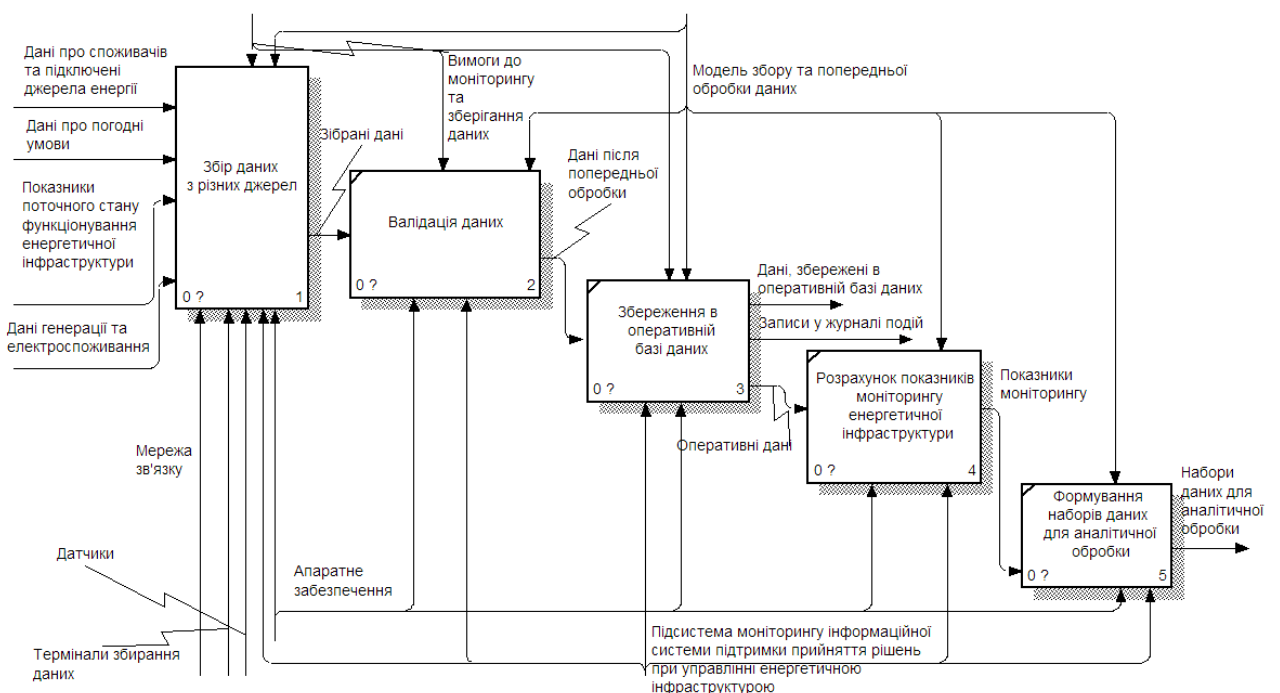 Дані про споживачів
та підключені
джерела енергії
Дані про погодні
умови
Показники
поточного стану
функціонування
енергетичної
інфраструктури
Дані генерації та
електроспоживання
Збір даних
з різних джерел
0 ?
1
Зібрані дані
Вимоги до
моніторингу
та
зберігання
даних
Модель збору та попередньої
обробки даних
Валідація даних
0 ?
2
Дані після
попередньої
обробки
Збереження в
оперативній
базі даних
0 ?
3
Дані, збережені в
оперативній базі даних
Записи у журналі подій
Оперативні дані
Розрахунок показників
моніторингу
енергетичної
інфраструктури
0 ?
4
Показники
моніторингу
Формування
наборів даних
для аналітичної
обробки
0 ?
5
Набори
даних для
аналітичної
обробки
Мережа
зв'язку
Датчики
Термінали збирання
даних
Апаратне
забезпечення
Підсистема моніторингу інформаційної
системи підтримки прийняття рішень
при управлінні енергетичною
інфраструктурою